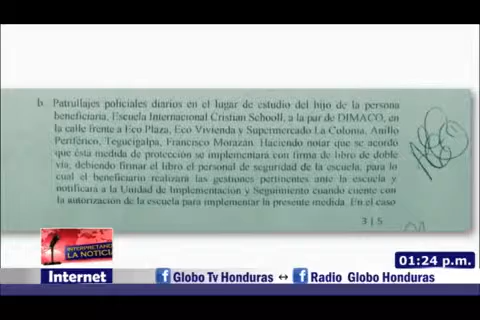 b. Patrullajes policiales diarios en el lugar de estudio del hijo de la persona
beneficiaria, Escuela Internacional Cristian Schooll, a la par de DIMACO, en
la calle frente a Eco Plaza, Eco Vivienda y Supermercado La Colonia, Anillo
Periférico, Tegucigalpa, Francisco Morazán. Haciendo notar que se acordó
que ésta medida de protección se implementará con firma de libro de doble
vía, debiendo firmar el libro el personal de seguridad de la escuela, para lo
cual el beneficiario realizará las gestiones pertinentes ante la escuela y
notificará a la Unidad de Implementación y Seguimiento cuando cuente con
la autorización de la escuela para implementar la presente medida. En el caso
3 | 5
INTERPRETANDO
LA NOTICIA
01:24 p.m.
Internet
Globo Tv Honduras ↔ Radio Globo Honduras